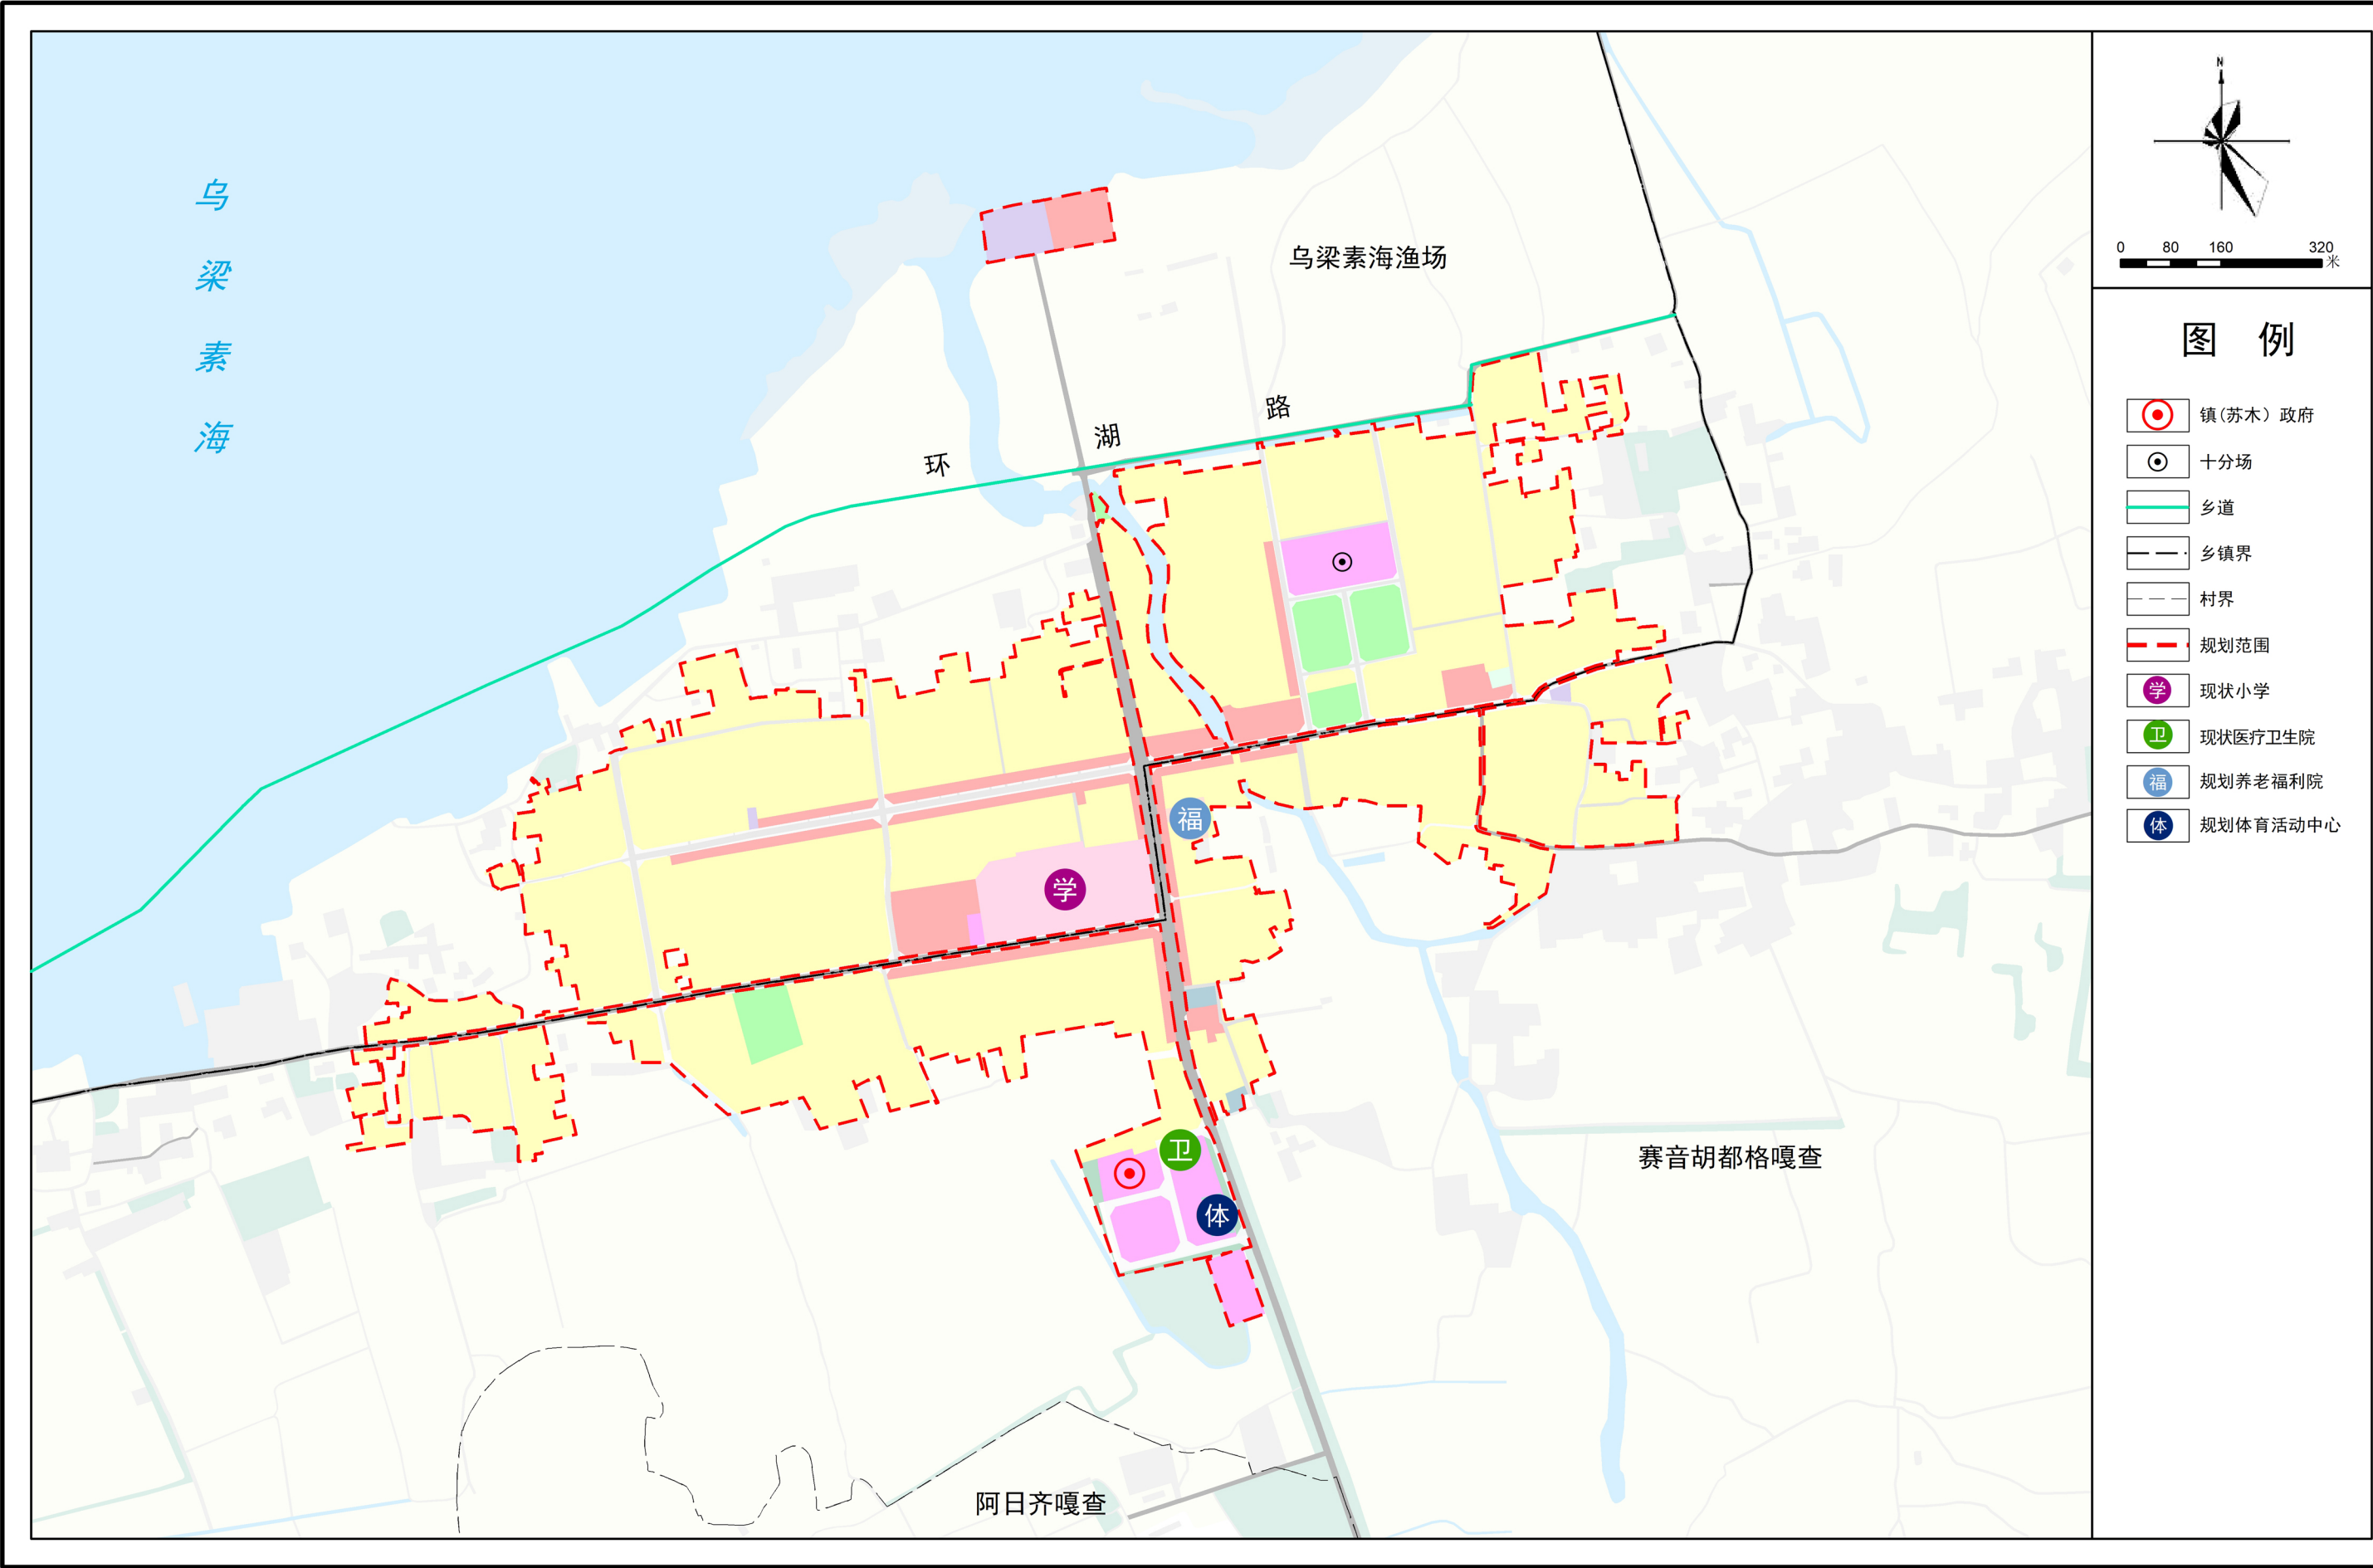 乌
梁
素
海
乌梁素海渔场
环
湖
路
学
福
卫
体
赛音胡都格嘎查
阿日齐嘎查
N
0 80 160 320
米
图 例
镇(苏木)政府
十分场
乡道
乡镇界
村界
规划范围
学 现状小学
卫 现状医疗卫生院
福 规划养老福利院
体 规划体育活动中心